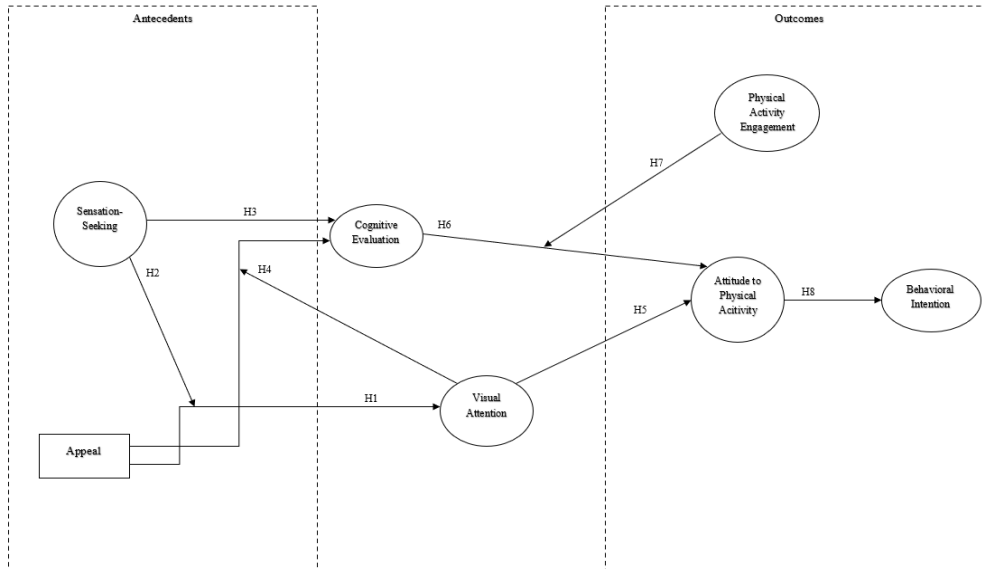 Antecedents
Outcomes
Physical
Activity
Engagement
H7
Sensation-
Seeking
H3
Cognitive
Evaluation
H6
H2
H4
Attitude to
Physical
Acitivity
H8
Behavioral
Intention
H5
H1
Visual
Attention
Appeal